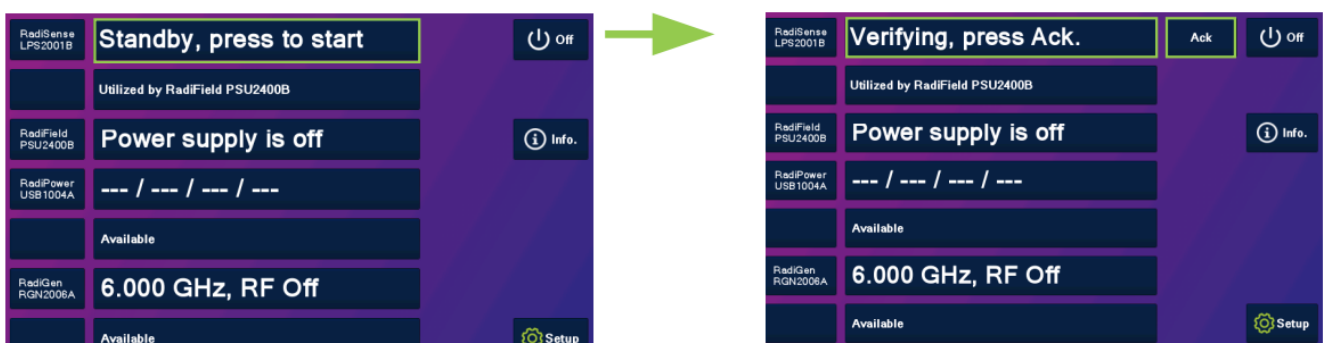 RadiSense
LPS2001B
Standby, press to start
Off
Utilized by RadiField PSU2400B
RadiField
PSU2400B
Power supply is off
Info.
RadiPower
USB1004A
--- / --- / --- / ---
Available
RadiGen
RGN2006A
6.000 GHz, RF Off
Available
Setup
RadiSense
LPS2001B
Verifying, press Ack.
Ack
Off
Utilized by RadiField PSU2400B
RadiField
PSU2400B
Power supply is off
Info.
RadiPower
USB1004A
--- / --- / --- / ---
Available
RadiGen
RGN2006A
6.000 GHz, RF Off
Available
Setup